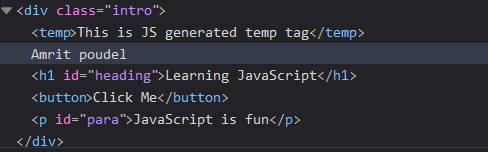 <div class="intro">
<temp>This is JS generated temp tag</temp>
Amrit poudel
<h1 id="heading">Learning JavaScript</h1>
<button>Click Me</button>
<p id="para">JavaScript is fun</p>
</div>